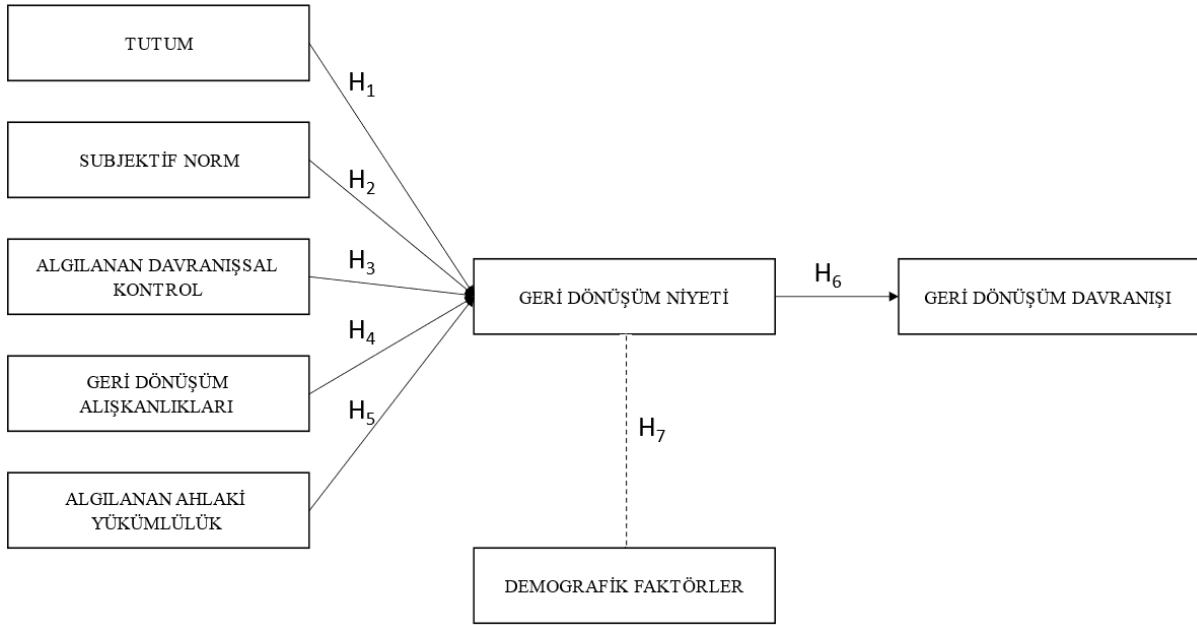 TUTUM
H1
SUBJEKTİF NORM
H2
ALGILANAN DAVRANIŞSAL
KONTROL
H3
GERİ DÖNÜŞÜM NİYETİ
H6
GERİ DÖNÜŞÜM DAVRANIŞI
H4
GERİ DÖNÜŞÜM
ALIŞKANLIKLARI
H5
H7
ALGILANAN AHLAKİ
YÜKÜMLÜLÜK
DEMOGRAFİK FAKTÖRLER